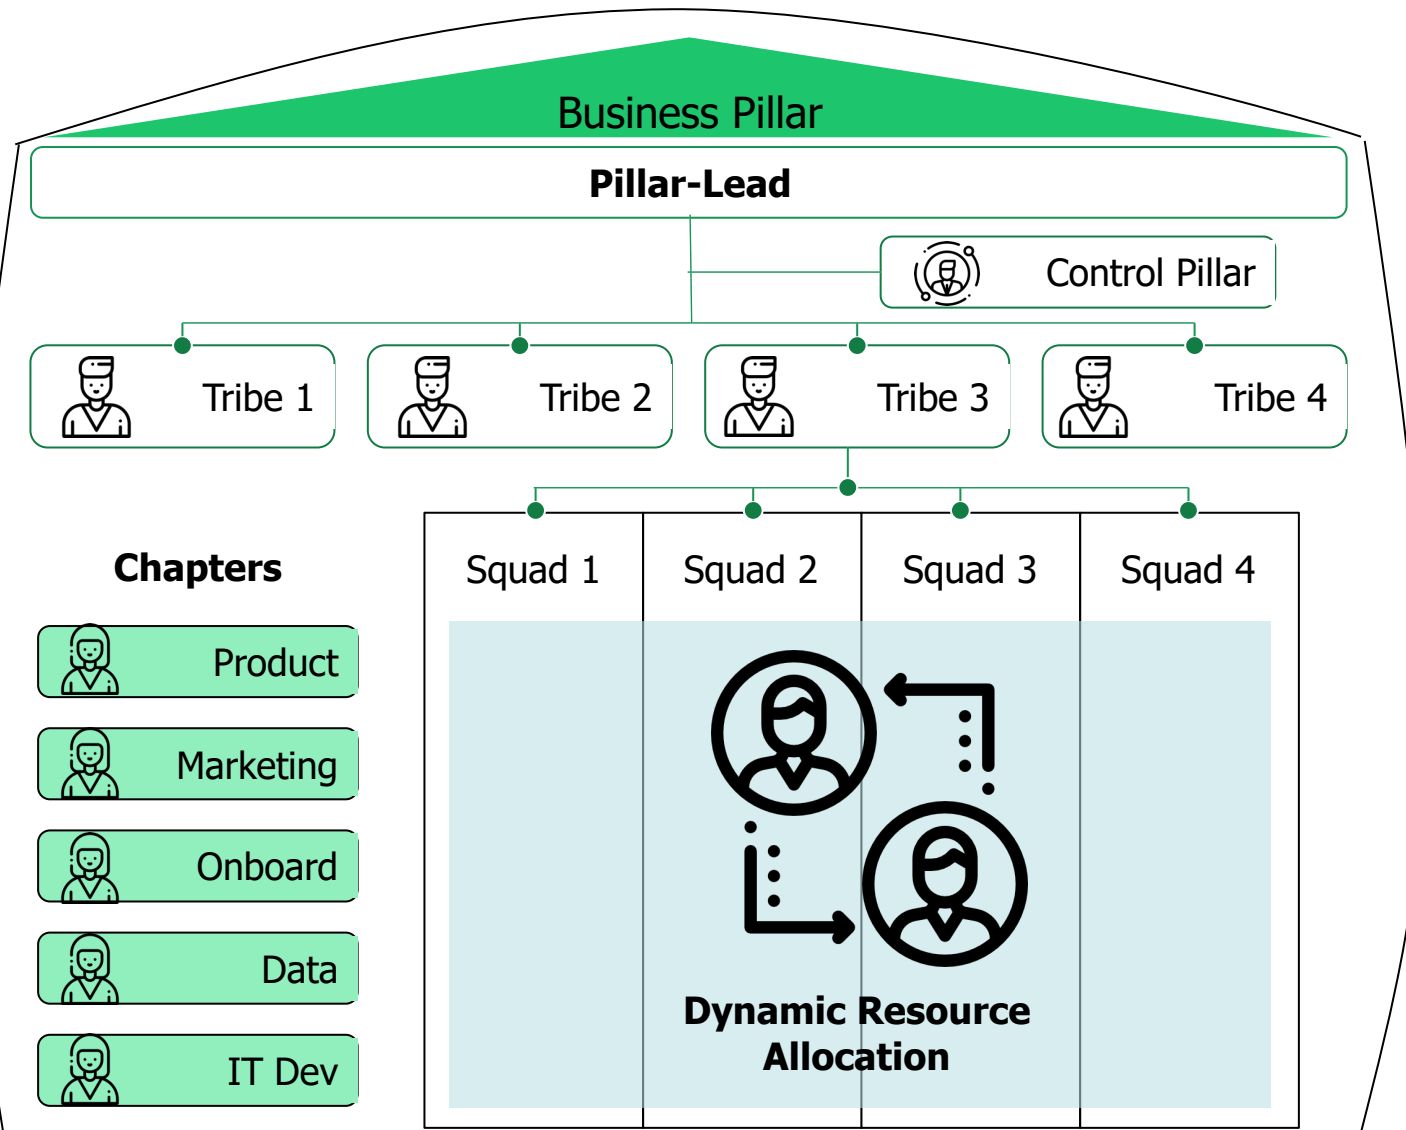 Business Pillar
Pillar-Lead
Control Pillar
Tribe 1
Tribe 2
Tribe 3
Tribe 4
Chapters
Squad 1
Squad 2
Squad 3
Squad 4
Product
Marketing
Onboard
Data
IT Dev
Dynamic Resource
Allocation